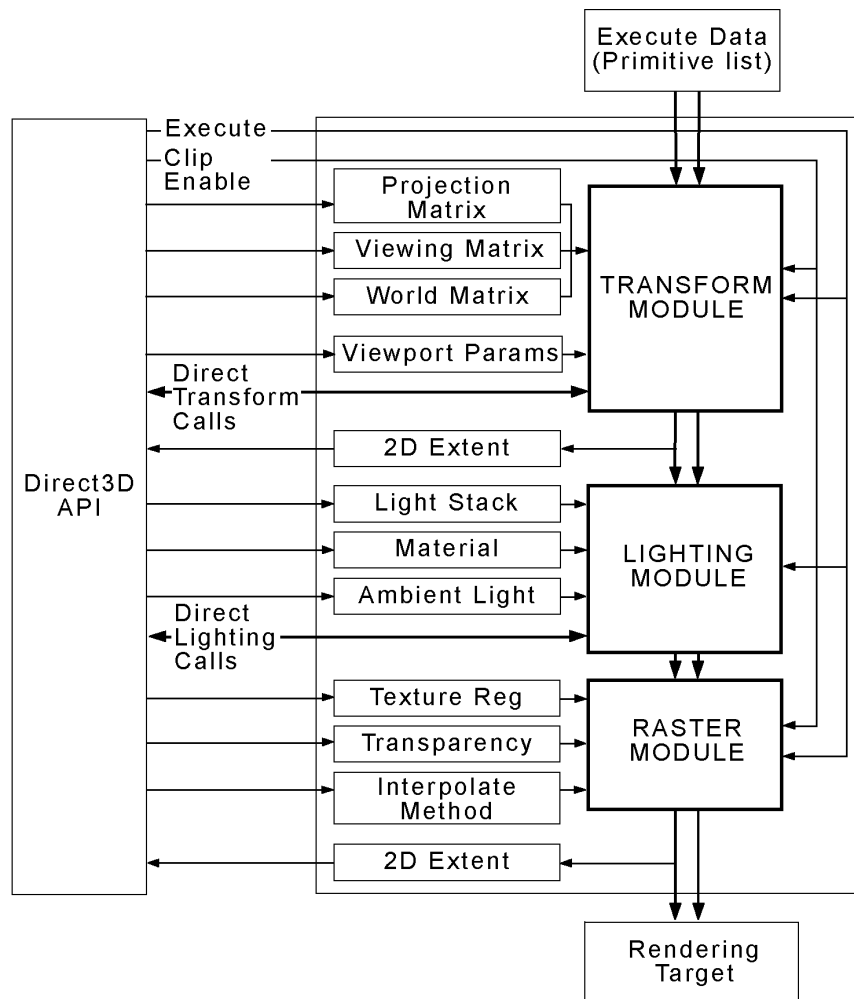 Execute Data
(Primitive list)
Execute
Clip
Enable
Projection
Matrix
Viewing Matrix
World Matrix
TRANSFORM
MODULE
Viewport Params
Direct
Transform
Calls
2D Extent
Direct3D
API
Light Stack
Material
Ambient Light
LIGHTING
MODULE
Direct
Lighting
Calls
Texture Reg
Transparency
Interpolate
Method
RASTER
MODULE
2D Extent
Rendering
Target